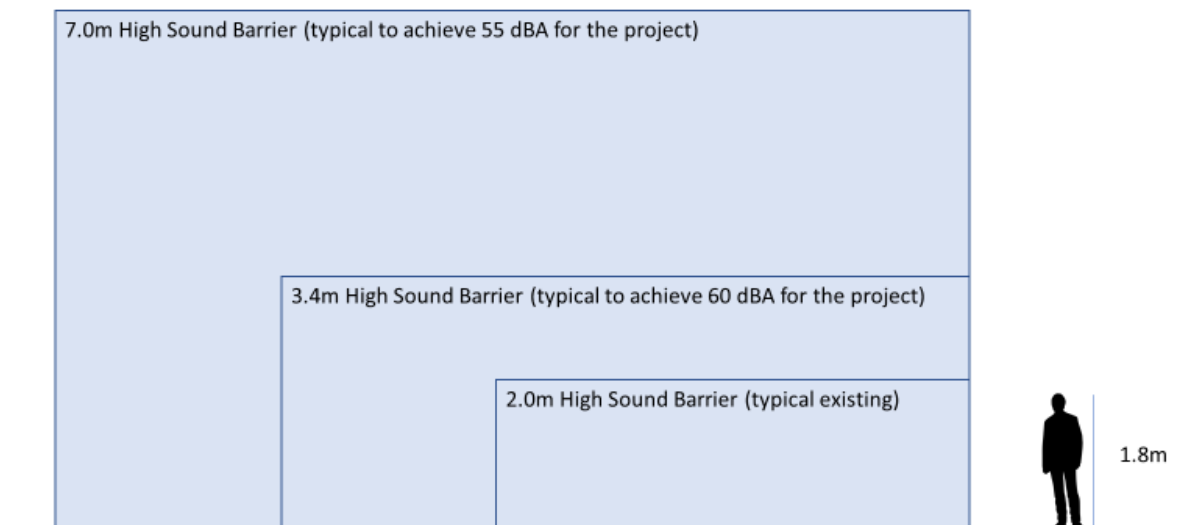 7.0m High Sound Barrier (typical to achieve 55 dBA for the project)
3.4m High Sound Barrier (typical to achieve 60 dBA for the project)
2.0m High Sound Barrier (typical existing)
1.8m